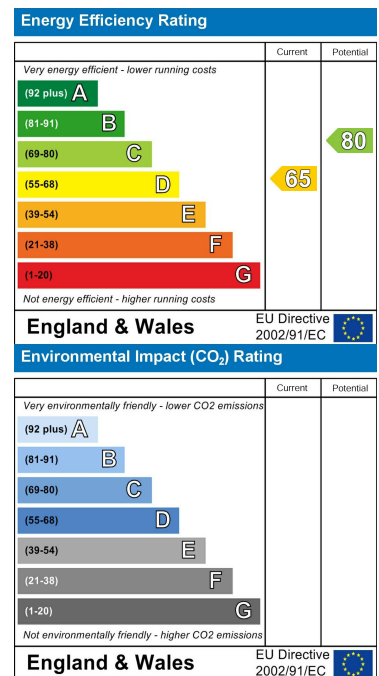 Energy Efficiency Rating
Current Potential
Very energy efficient - lower running costs
(92 plus) A
(81-91) B
(69-80) C
(55-68) D
(39-54) E
(21-38) F
(1-20) G
65
80
Not energy efficient - higher running costs
England & Wales
EU Directive
2002/91/EC
Environmental Impact (CO₂) Rating
Current Potential
Very environmentally friendly - lower CO2 emissions
(92 plus) A
(81-91) B
(69-80) C
(55-68) D
(39-54) E
(21-38) F
(1-20) G
Not environmentally friendly - higher CO2 emissions
England & Wales
EU Directive
2002/91/EC